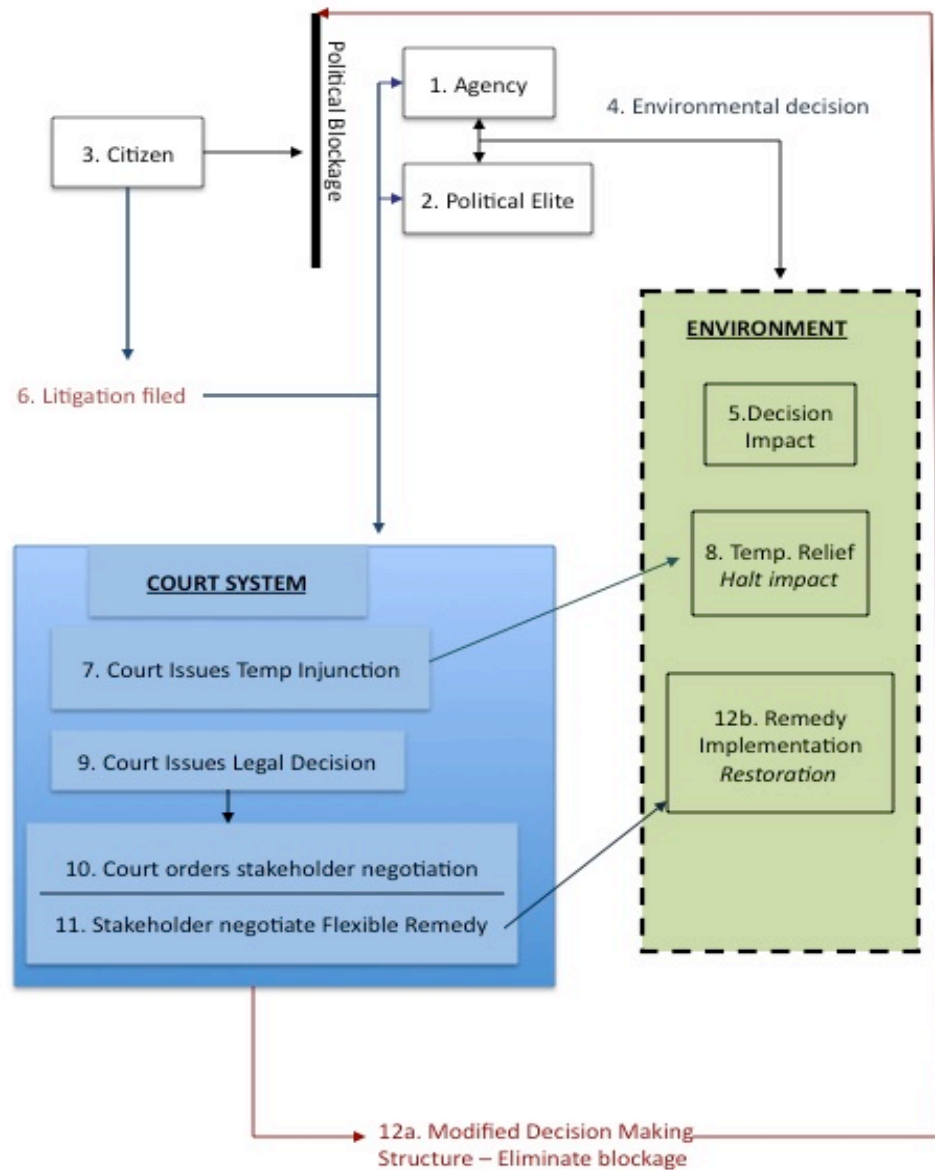 Political Blockage
1. Agency
4. Environmental decision
3. Citizen
2. Political Elite
ENVIRONMENT
6. Litigation filed
5.Decision
Impact
8. Temp. Relief
Halt impact
COURT SYSTEM
7. Court Issues Temp Injunction
12b. Remedy
Implementation
Restoration
9. Court Issues Legal Decision
10. Court orders stakeholder negotiation
11. Stakeholder negotiate Flexible Remedy
12a. Modified Decision Making
Structure – Eliminate blockage